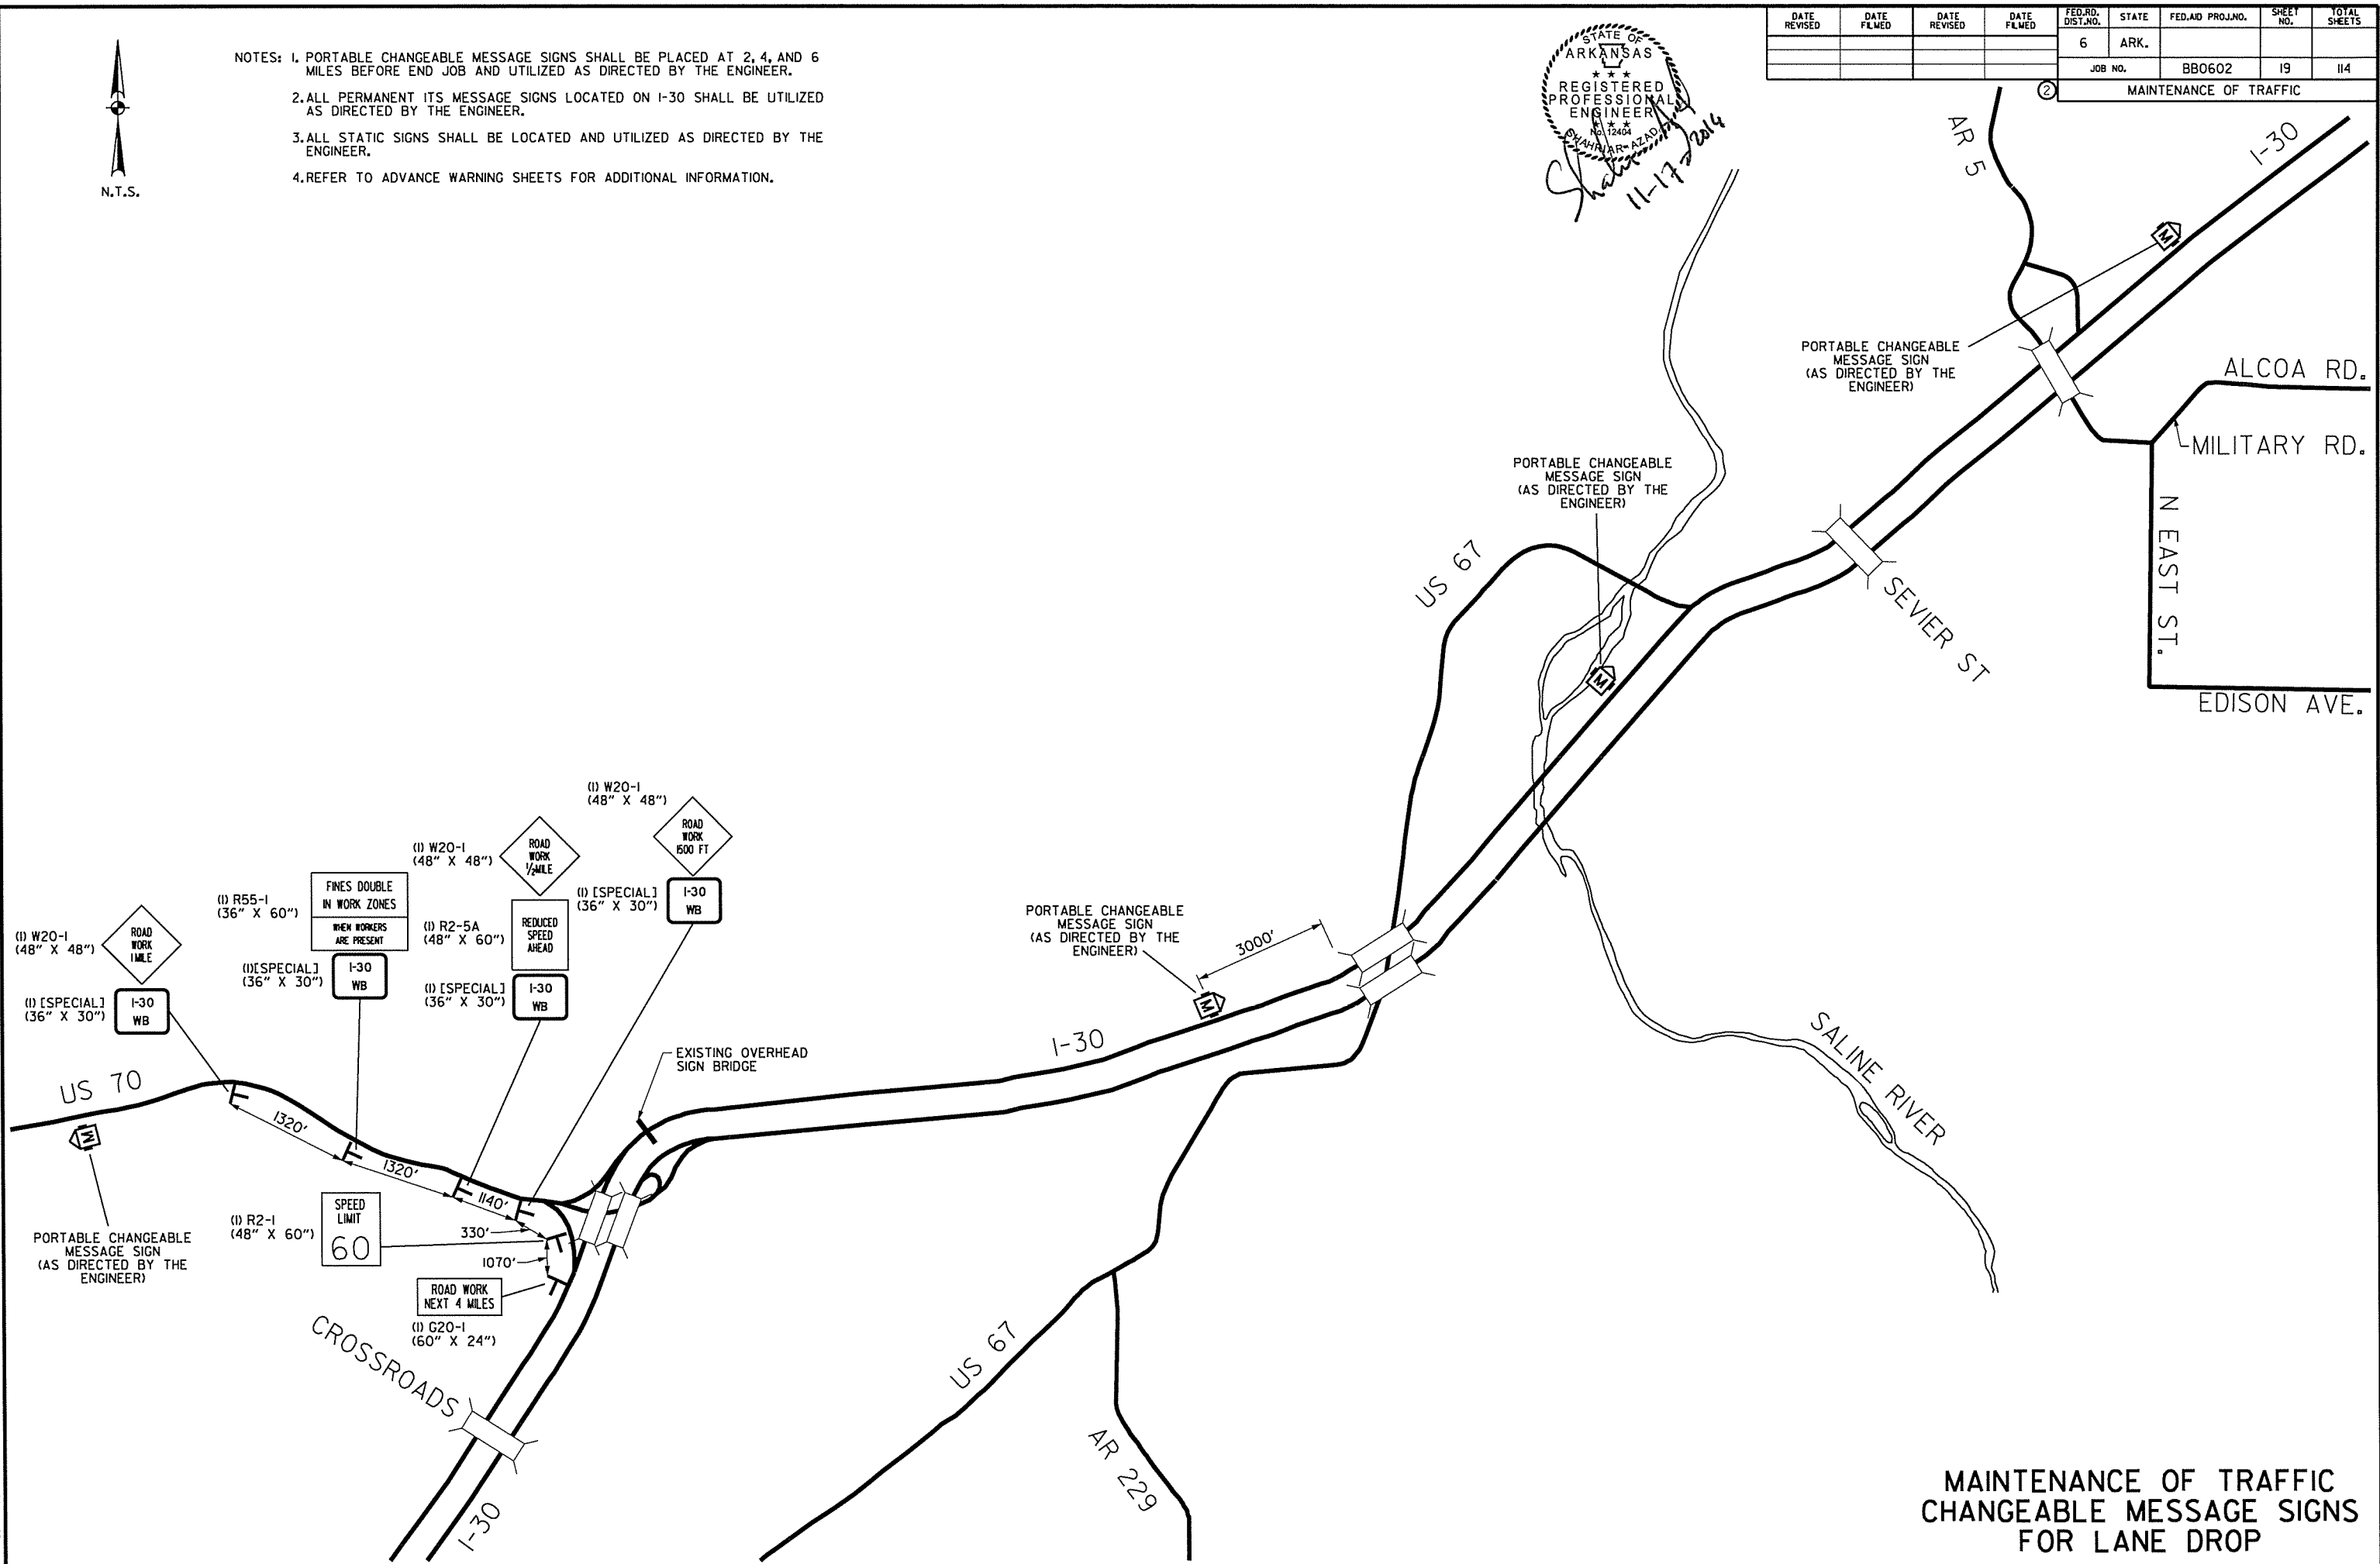 NOTES: 1. PORTABLE CHANGEABLE MESSAGE SIGNS SHALL BE PLACED AT 2, 4, AND 6
MILES BEFORE END JOB AND UTILIZED AS DIRECTED BY THE ENGINEER.
2. ALL PERMANENT ITS MESSAGE SIGNS LOCATED ON I-30 SHALL BE UTILIZED
AS DIRECTED BY THE ENGINEER.
3. ALL STATIC SIGNS SHALL BE LOCATED AND UTILIZED AS DIRECTED BY THE
ENGINEER.
4. REFER TO ADVANCE WARNING SHEETS FOR ADDITIONAL INFORMATION.
N.T.S.
STATE OF
ARKANSAS
★ ★ ★
REGISTERED
PROFESSIONAL
ENGINEER
★ ★ ★
No. 12404
SHAHRIAR AZAD
11-17-2014
DATE REVISED
DATE FILMED
DATE REVISED
DATE FILMED
FED.RD. DIST.NO.
STATE
FED.AID PROJ.NO.
SHEET NO.
TOTAL SHEETS
6
ARK.
JOB NO.
BB0602
19
114
2
MAINTENANCE OF TRAFFIC
AR 5
I-30
M
PORTABLE CHANGEABLE
MESSAGE SIGN
(AS DIRECTED BY THE
ENGINEER)
ALCOA RD.
MILITARY RD.
N EAST ST.
EDISON AVE.
PORTABLE CHANGEABLE
MESSAGE SIGN
(AS DIRECTED BY THE
ENGINEER)
M
US 67
SEVIER ST
SALINE RIVER
PORTABLE CHANGEABLE
MESSAGE SIGN
(AS DIRECTED BY THE
ENGINEER)
3000'
M
I-30
EXISTING OVERHEAD
SIGN BRIDGE
(1) W20-1
(48" X 48")
ROAD
WORK
1500 FT
(1) [SPECIAL]
(36" X 30")
I-30
WB
(1) W20-1
(48" X 48")
ROAD
WORK
1/2MILE
(1) R2-5A
(48" X 60")
REDUCED
SPEED
AHEAD
(1) [SPECIAL]
(36" X 30")
I-30
WB
(1) R55-1
(36" X 60")
FINES DOUBLE
IN WORK ZONES
WHEN WORKERS
ARE PRESENT
(1)[SPECIAL]
(36" X 30")
I-30
WB
(1) W20-1
(48" X 48")
ROAD
WORK
1 MILE
(1) [SPECIAL]
(36" X 30")
I-30
WB
US 70
M
PORTABLE CHANGEABLE
MESSAGE SIGN
(AS DIRECTED BY THE
ENGINEER)
1320'
1320'
1140'
330'
1070'
(1) R2-1
(48" X 60")
SPEED
LIMIT
60
ROAD WORK
NEXT 4 MILES
(1) G20-1
(60" X 24")
CROSSROADS
I-30
US 67
AR 229
MAINTENANCE OF TRAFFIC
CHANGEABLE MESSAGE SIGNS
FOR LANE DROP